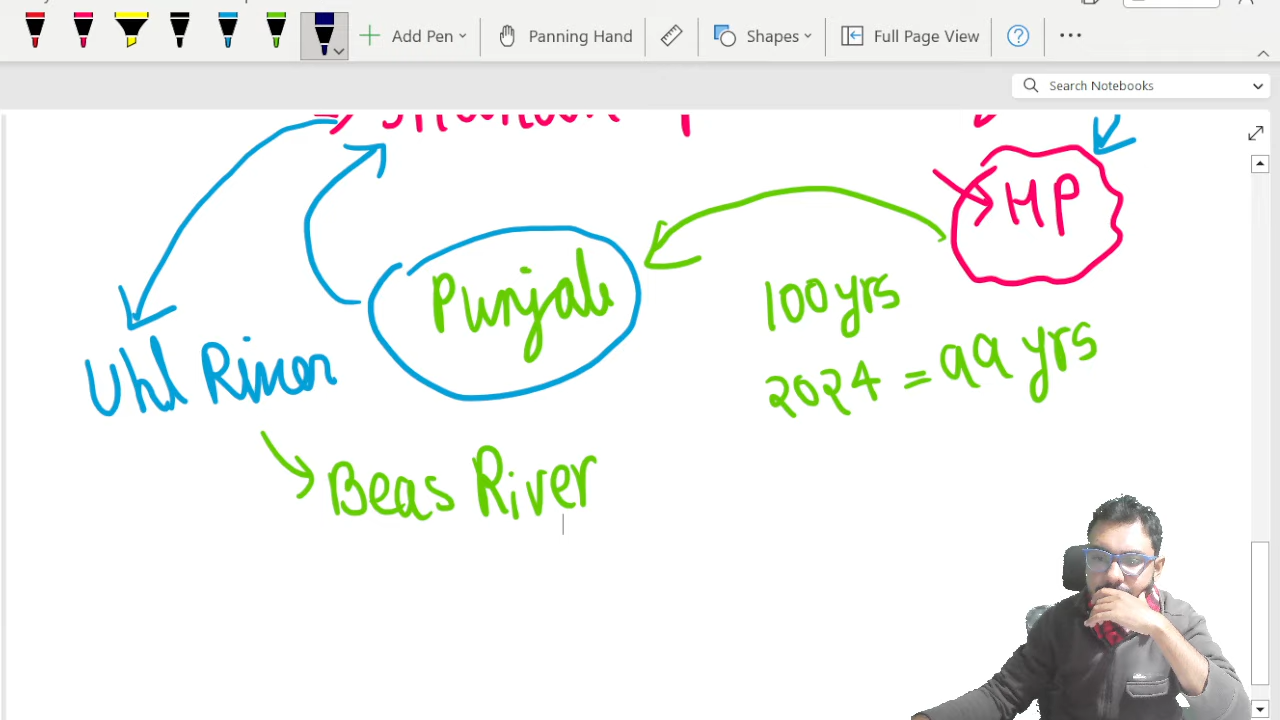 Add Pen
Panning Hand
Shapes
Full Page View
Search Notebooks
HP
Punjab
100 yrs
2024 = 99 yrs
Uhl River
Beas River